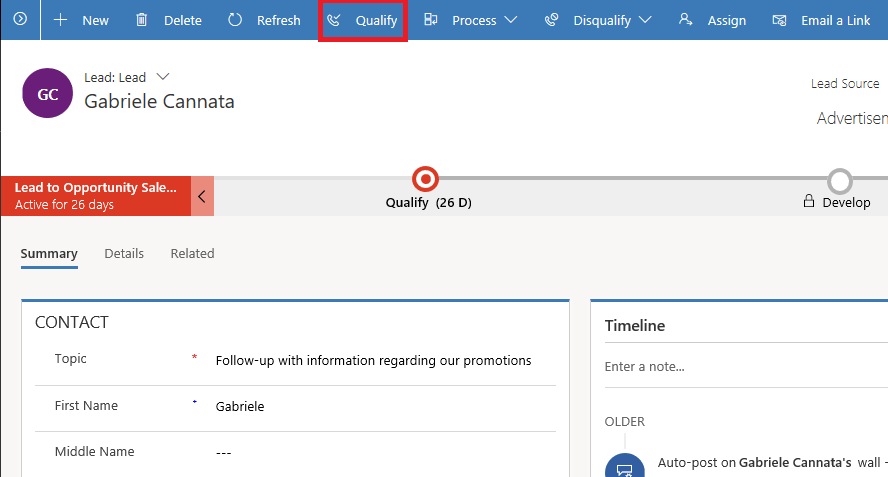 New Delete Refresh Qualify Process Disqualify Assign Email a Link
Lead: Lead
GC
Gabriele Cannata
Lead Source
Advertisen
Lead to Opportunity Sale...
Active for 26 days
Qualify (26 D)
Develop
Summary Details Related
CONTACT
Topic * Follow-up with information regarding our promotions
First Name Gabriele
Middle Name ---
Timeline
Enter a note...
OLDER
Auto-post on Gabriele Cannata's wall -